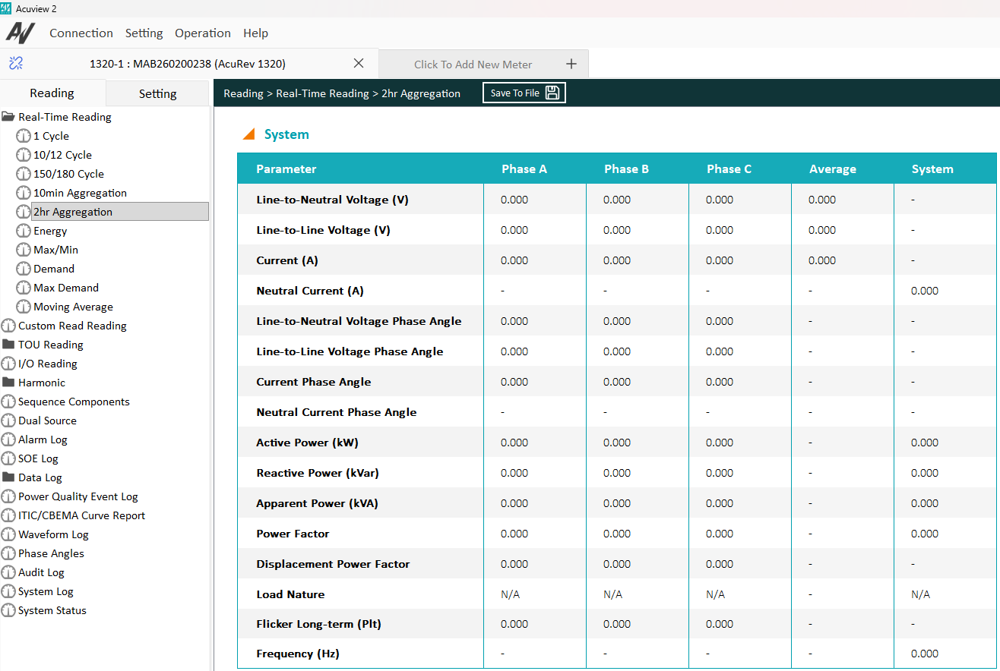 Acuview 2
Connection Setting Operation Help
1320-1 : MAB260200238 (AcuRev 1320)
Click To Add New Meter
Reading Setting
Real-Time Reading
1 Cycle
10/12 Cycle
150/180 Cycle
10min Aggregation
2hr Aggregation
Energy
Max/Min
Demand
Max Demand
Moving Average
Custom Read Reading
TOU Reading
I/O Reading
Harmonic
Sequence Components
Dual Source
Alarm Log
SOE Log
Data Log
Power Quality Event Log
ITIC/CBEMA Curve Report
Waveform Log
Phase Angles
Audit Log
System Log
System Status
Reading > Real-Time Reading > 2hr Aggregation Save To File
System
Parameter Phase A Phase B Phase C Average System
Line-to-Neutral Voltage (V) 0.000 0.000 0.000 0.000 -
Line-to-Line Voltage (V) 0.000 0.000 0.000 0.000 -
Current (A) 0.000 0.000 0.000 0.000 -
Neutral Current (A) - - - - 0.000
Line-to-Neutral Voltage Phase Angle 0.000 0.000 0.000 - -
Line-to-Line Voltage Phase Angle 0.000 0.000 0.000 - -
Current Phase Angle 0.000 0.000 0.000 - -
Neutral Current Phase Angle - - - - -
Active Power (kW) 0.000 0.000 0.000 - 0.000
Reactive Power (kVar) 0.000 0.000 0.000 - 0.000
Apparent Power (kVA) 0.000 0.000 0.000 - 0.000
Power Factor 0.000 0.000 0.000 - 0.000
Displacement Power Factor 0.000 0.000 0.000 - -
Load Nature N/A N/A N/A - N/A
Flicker Long-term (Plt) 0.000 0.000 0.000 - -
Frequency (Hz) - - - - 0.000